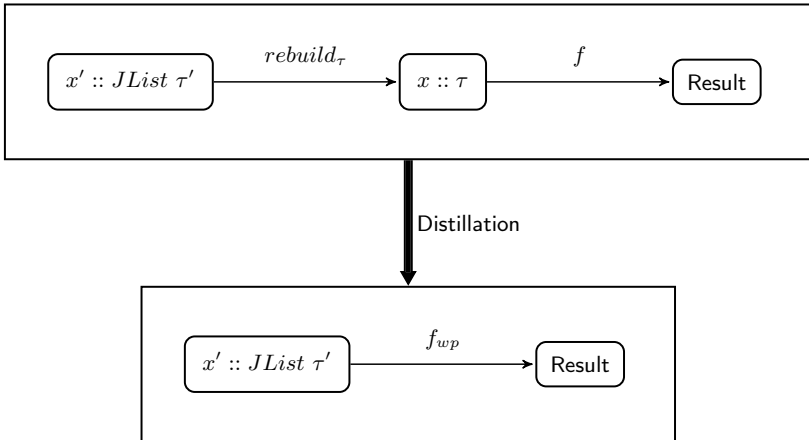 rebuild_τ f
x′ :: JList τ′ x :: τ Result
Distillation
f_wp
x′ :: JList τ′ Result